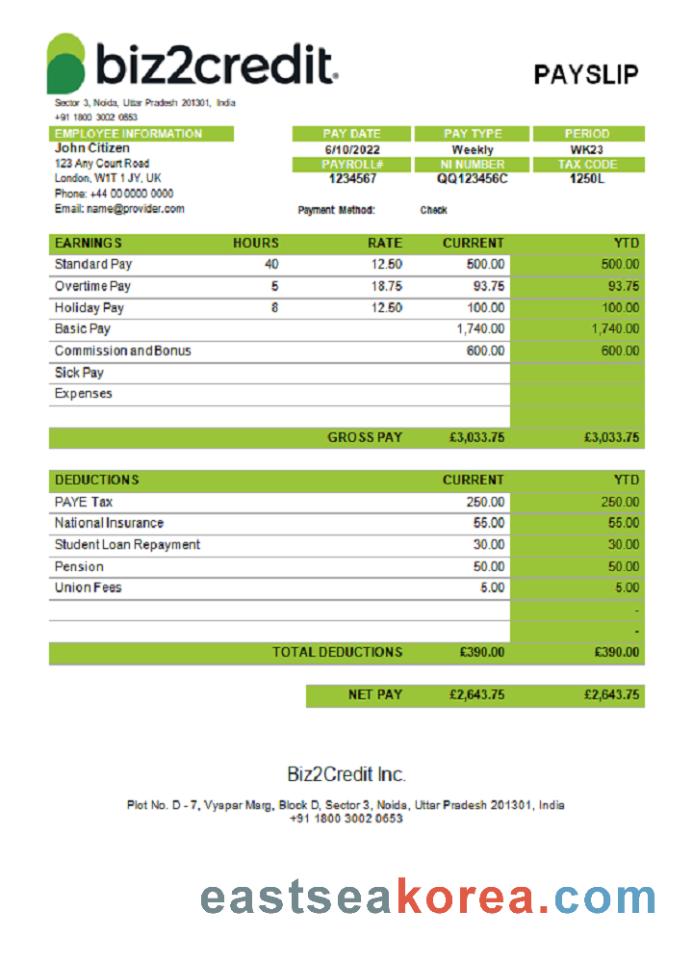 biz2credit.
PAYSLIP
Sector 3, Noida, Uttar Pradesh 201301, India
+91 1800 3002 0653
EMPLOYEE INFORMATION PAY DATE PAY TYPE PERIOD
John Citizen 6/10/2022 Weekly WK23
123 Any Court Road PAYROLL# NI NUMBER TAX CODE
London, W1T 1JY, UK 1234567 QQ123456C 1250L
Phone: +44 00 0000 0000
Email: name@provider.com Payment Method: Check
EARNINGS HOURS RATE CURRENT YTD
Standard Pay 40 12.50 500.00 500.00
Overtime Pay 5 18.75 93.75 93.75
Holiday Pay 8 12.50 100.00 100.00
Basic Pay 1,740.00 1,740.00
Commission and Bonus 600.00 600.00
Sick Pay
Expenses
GROSS PAY £3,033.75 £3,033.75
DEDUCTIONS CURRENT YTD
PAYE Tax 250.00 250.00
National Insurance 55.00 55.00
Student Loan Repayment 30.00 30.00
Pension 50.00 50.00
Union Fees 5.00 5.00
-
-
TOTAL DEDUCTIONS £390.00 £390.00
NET PAY £2,643.75 £2,643.75
Biz2Credit Inc.
Plot No. D - 7, Vyapar Marg, Block D, Sector 3, Noida, Uttar Pradesh 201301, India
+91 1800 3002 0653
eastseakorea.com